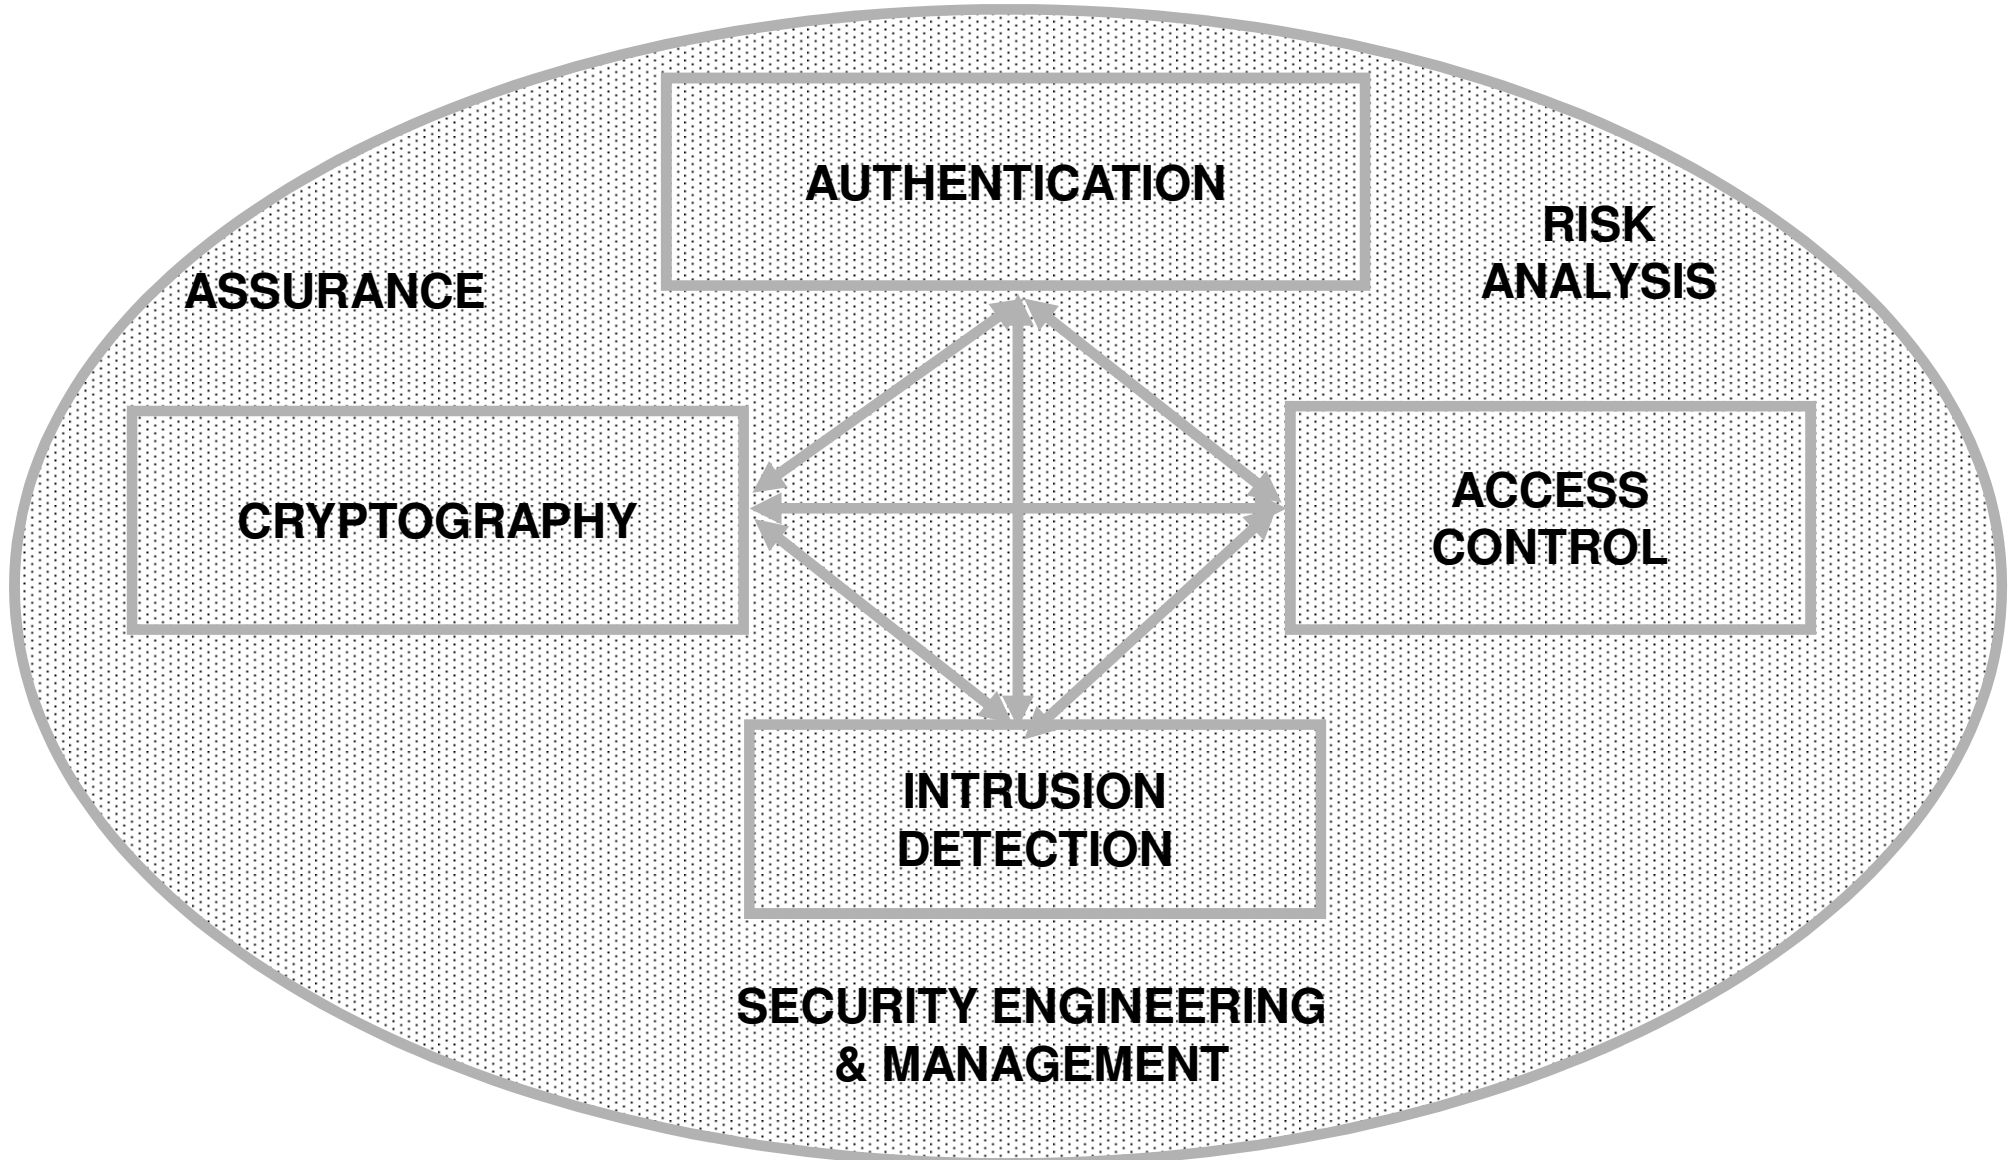 AUTHENTICATION
RISK
ANALYSIS
ASSURANCE
CRYPTOGRAPHY
ACCESS
CONTROL
INTRUSION
DETECTION
SECURITY ENGINEERING
& MANAGEMENT